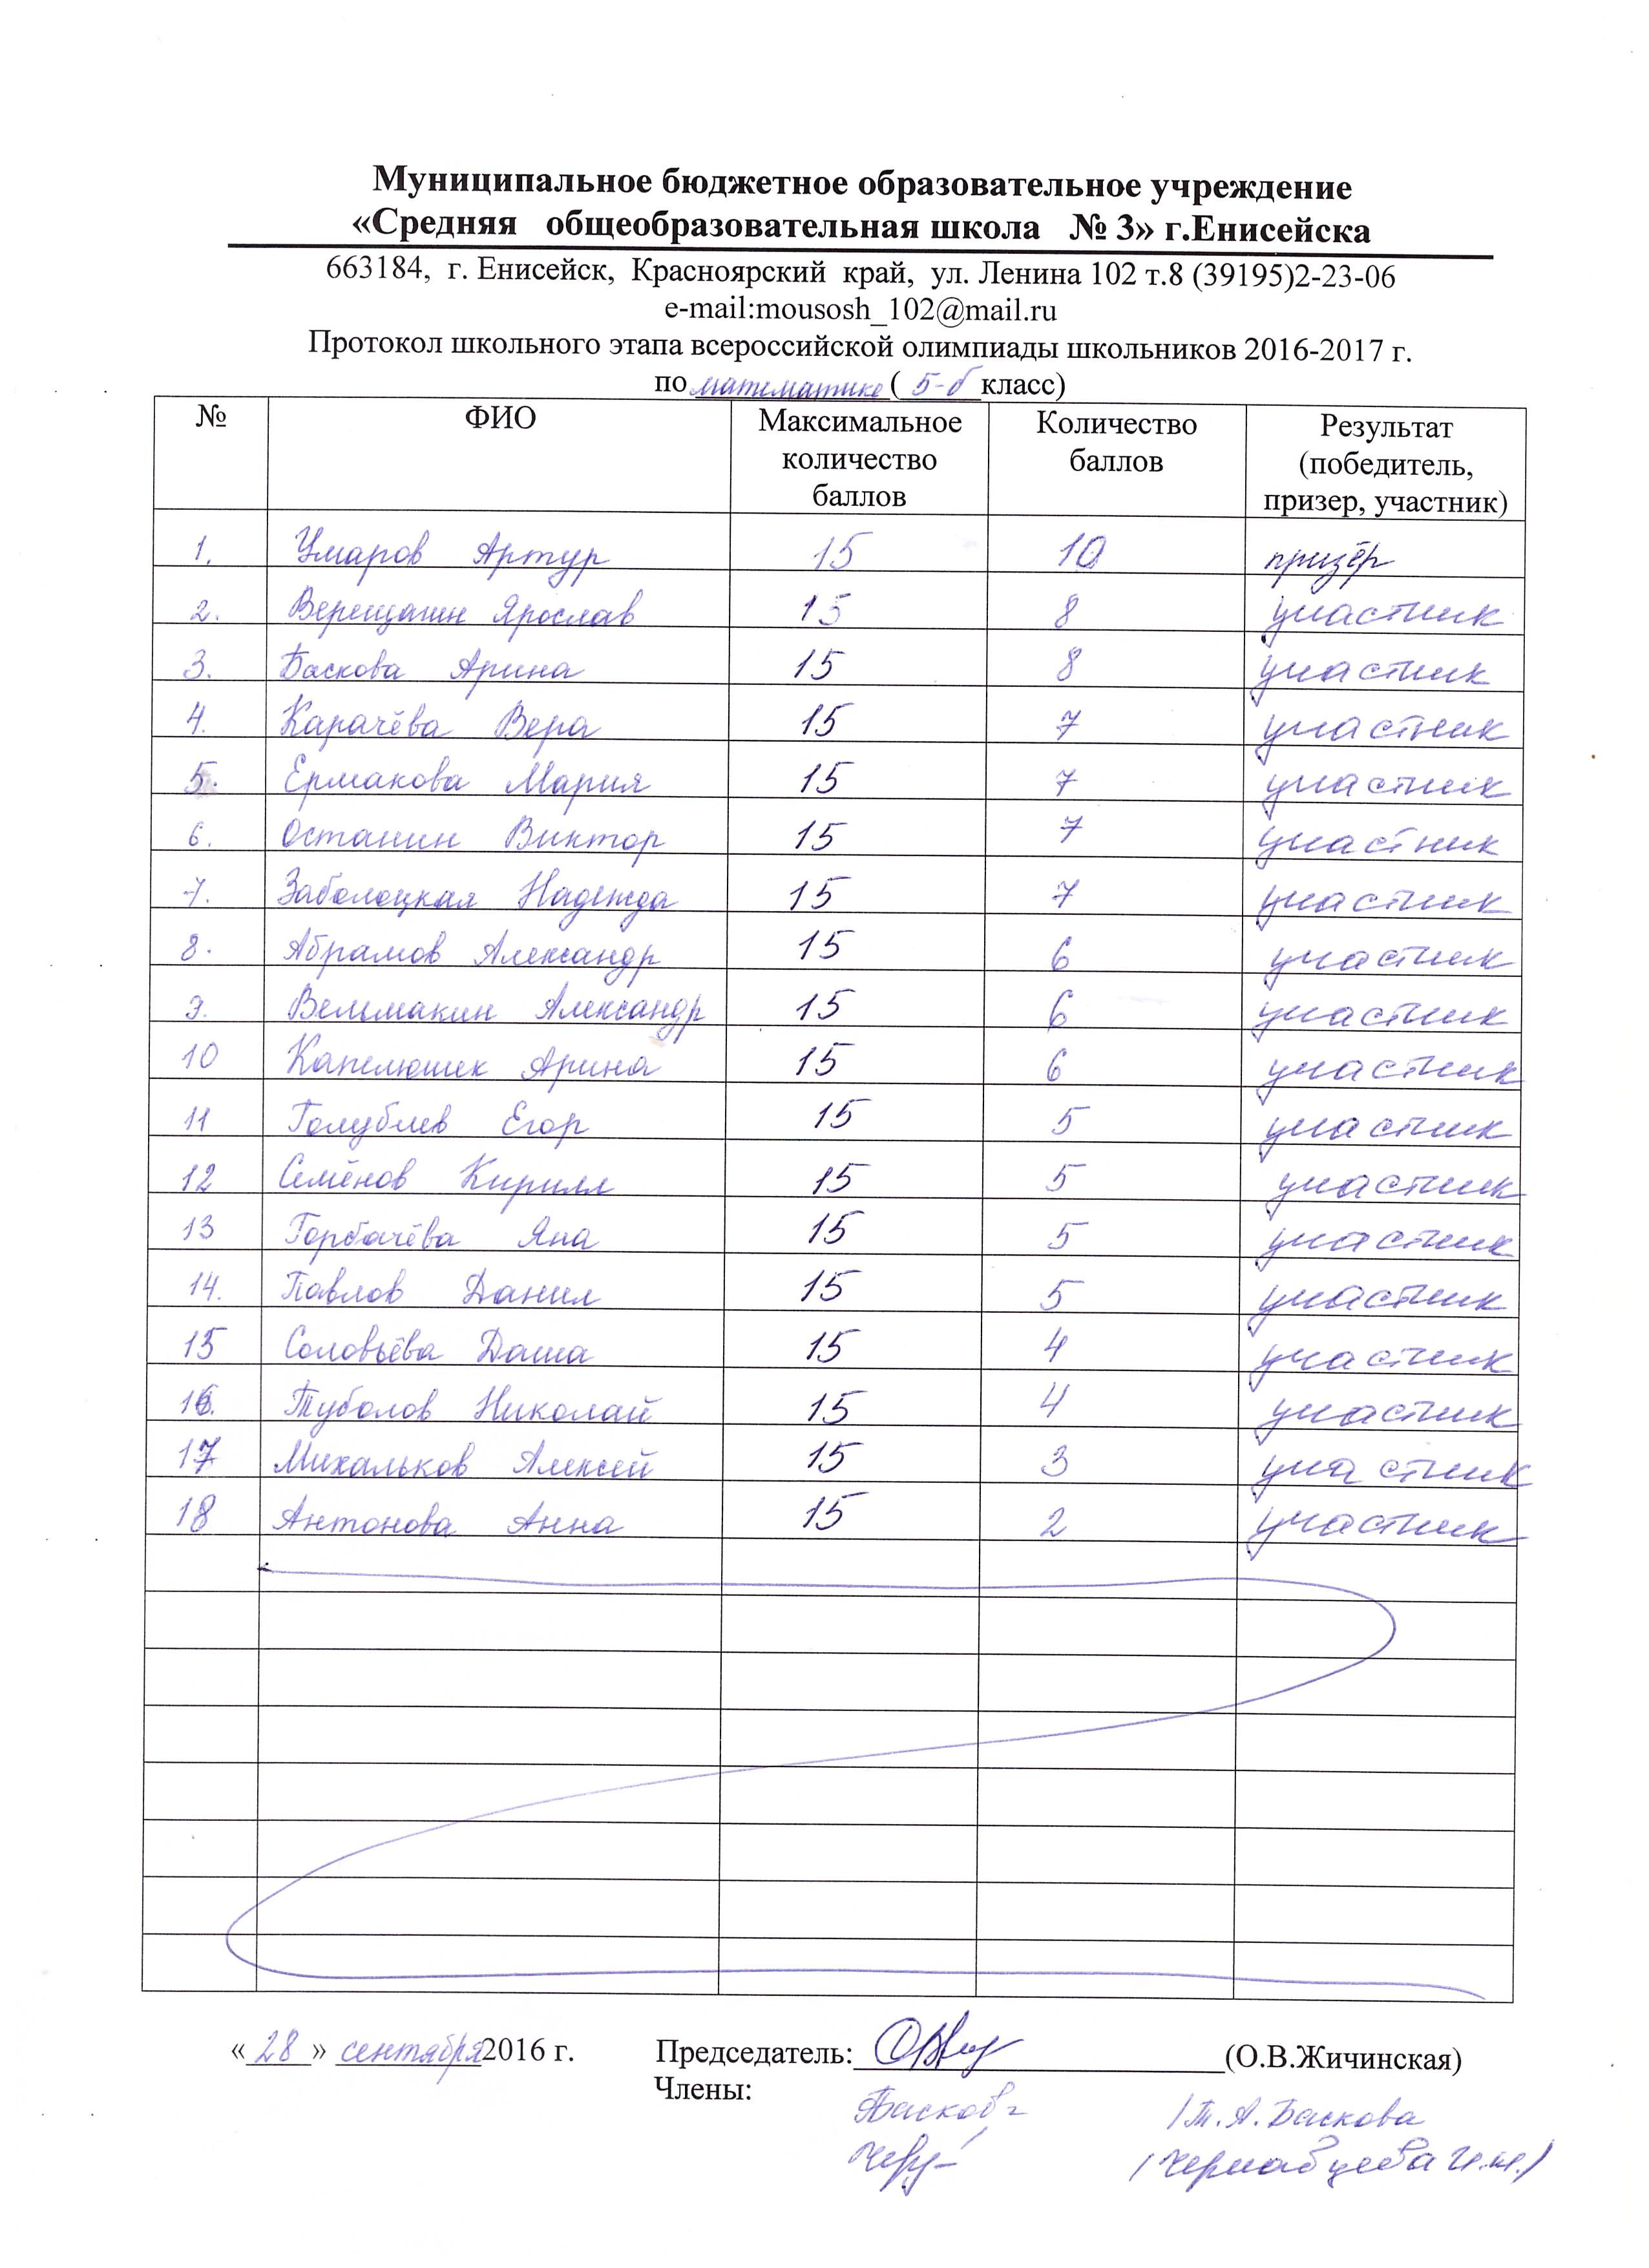 Муниципальное бюджетное образовательное учреждение
«Средняя общеобразовательная школа № 3» г.Енисейска
663184, г. Енисейск, Красноярский край, ул. Ленина 102 т.8 (39195)2-23-06
e-mail:mousosh_102@mail.ru
Протокол школьного этапа всероссийской олимпиады школьников 2016-2017 г.
по математике ( 5-б класс)
№ ФИО Максимальное количество баллов Количество баллов Результат (победитель, призер, участник)
1. Умаров Артур 15 10 призёр
2. Верещагин Ярослав 15 8 участник
3. Баскова Арина 15 8 участник
4. Карачёва Вера 15 7 участник
5. Ермакова Мария 15 7 участник
6. Останин Виктор 15 7 участник
7. Заболоцкая Надежда 15 7 участник
8. Абрамов Александр 15 6 участник
9. Вельмакин Александр 15 6 участник
10 Капелюшек Арина 15 6 участник
11 Голублев Егор 15 5 участник
12 Семёнов Кирилл 15 5 участник
13 Горбачёва Яна 15 5 участник
14. Павлов Данил 15 5 участник
15 Соловьёва Даша 15 4 участник
16. Туболов Николай 15 4 участник
17 Михальков Алексей 15 3 участник
18 Антонова Анна 15 2 участник
«28» сентября 2016 г. Председатель: (О.В.Жичинская)
Члены:
Баскова /Т.А. Баскова